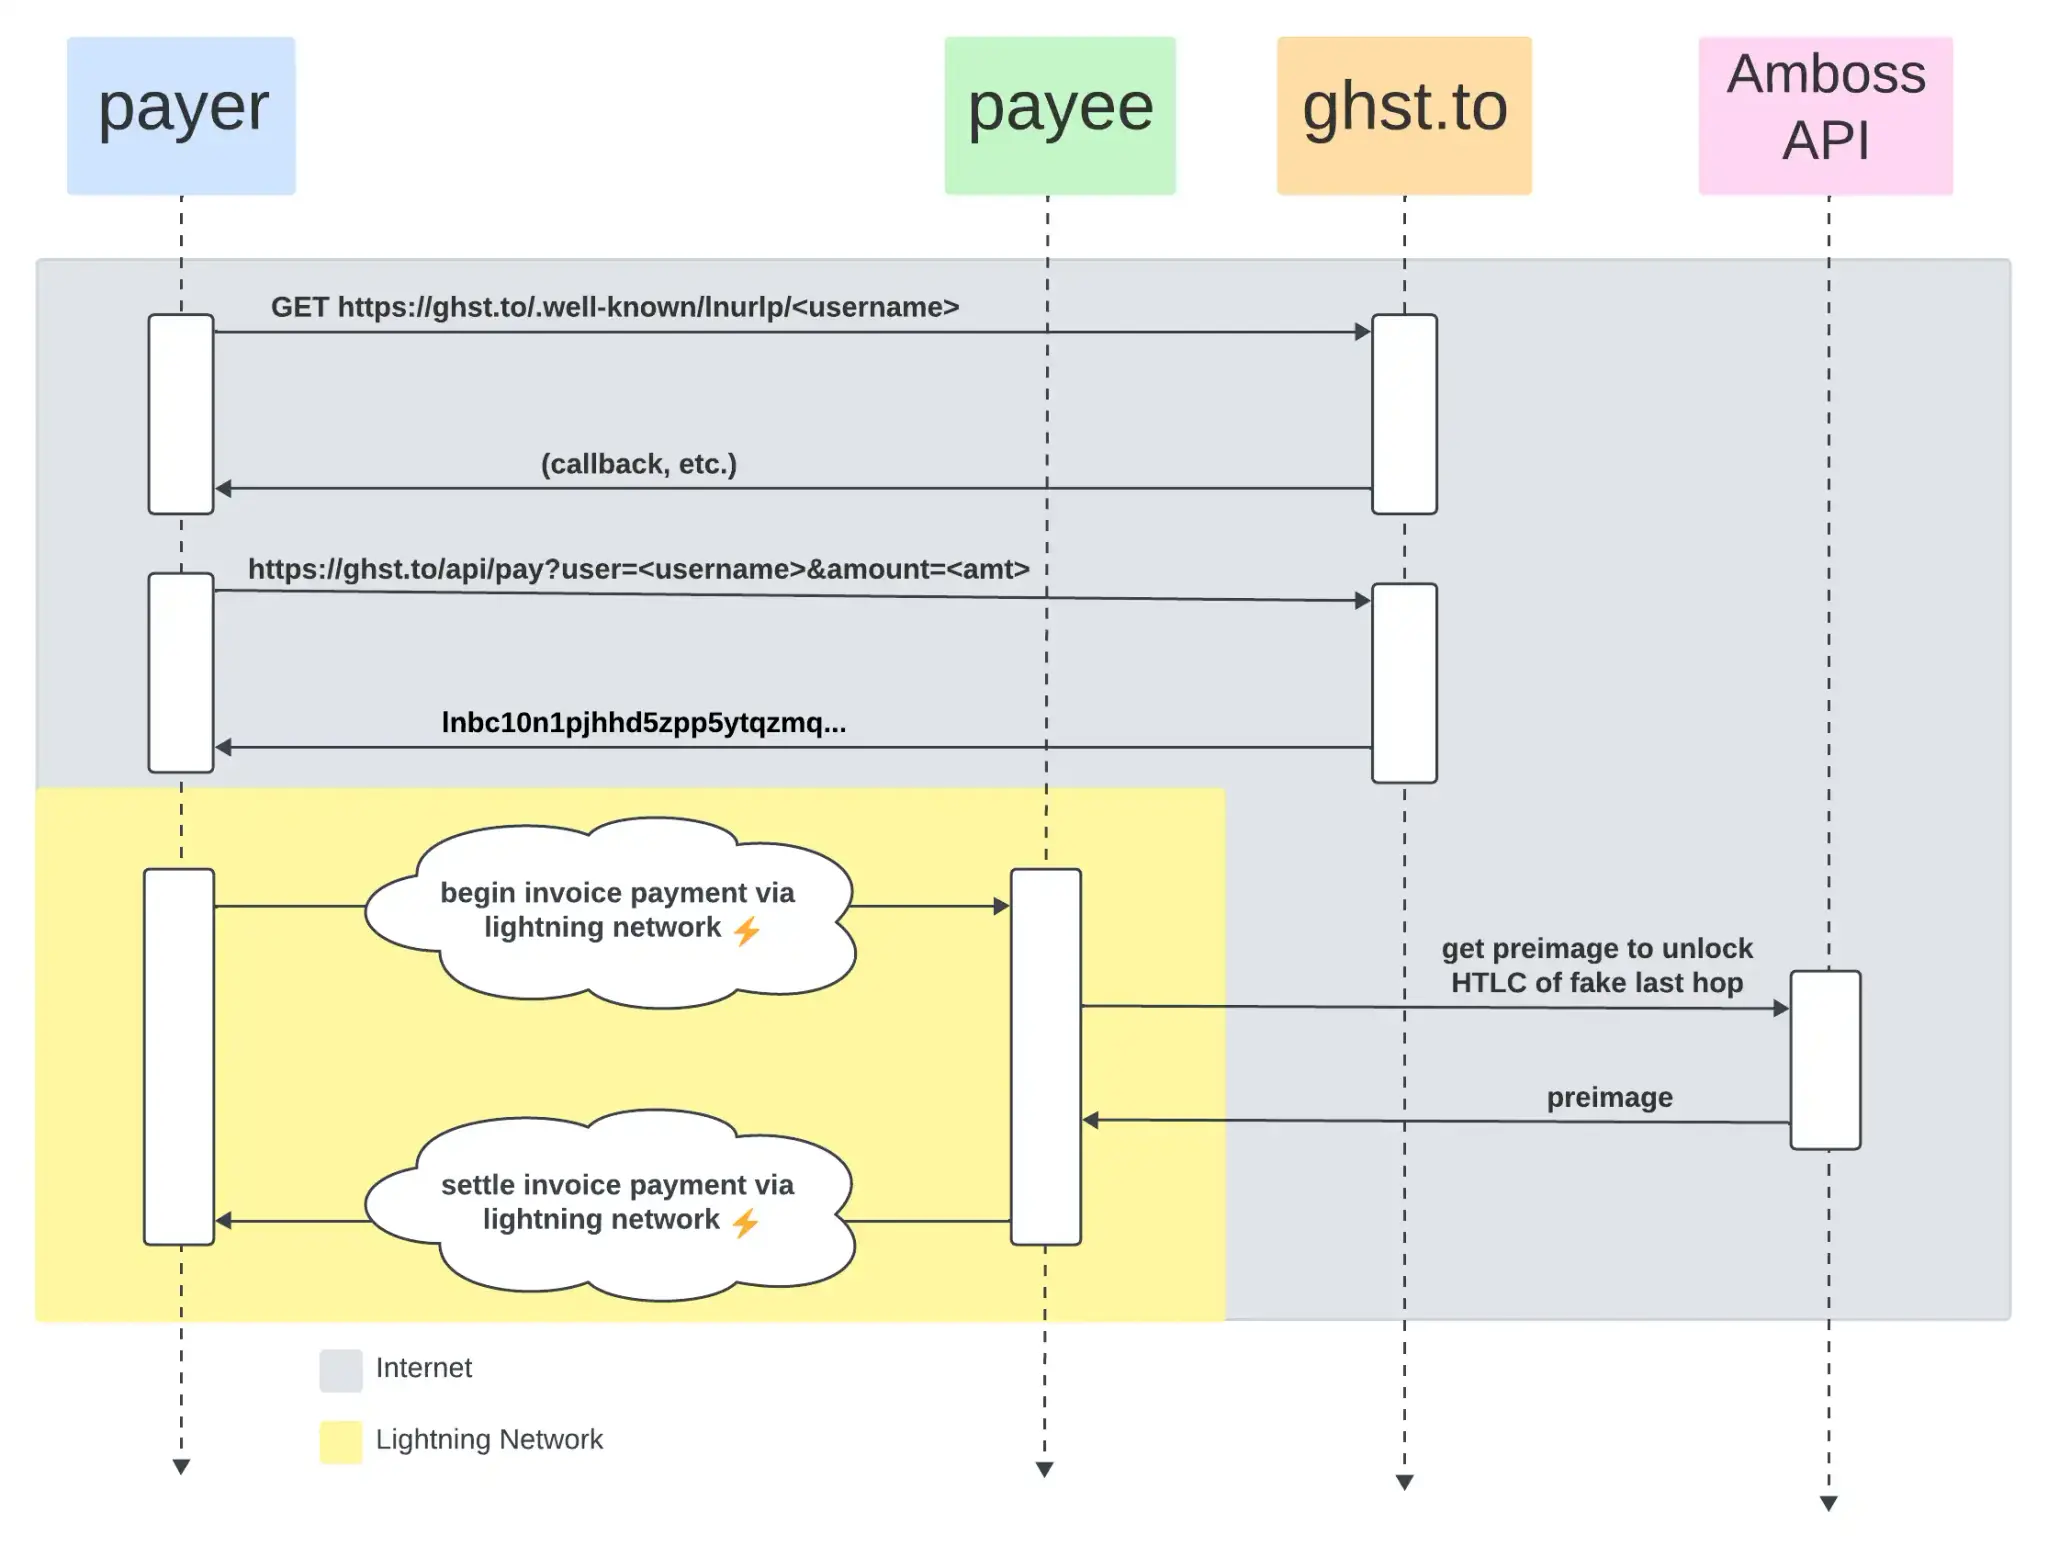 payer
payee
ghst.to
Amboss
API
GET https://ghst.to/.well-known/lnurlp/<username>
(callback, etc.)
https://ghst.to/api/pay?user=<username>&amount=<amt>
lnbc10n1pjhhd5zpp5ytqzmq...
begin invoice payment via
lightning network ⚡
get preimage to unlock
HTLC of fake last hop
preimage
settle invoice payment via
lightning network ⚡
Internet
Lightning Network